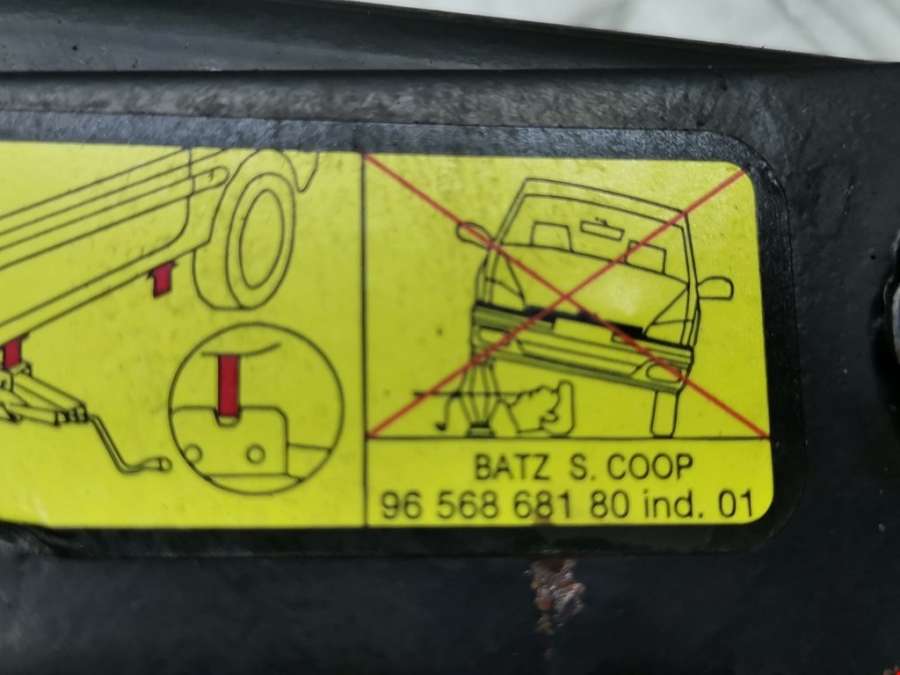 BATZ S. COOP
96 568 681 80 ind. 01